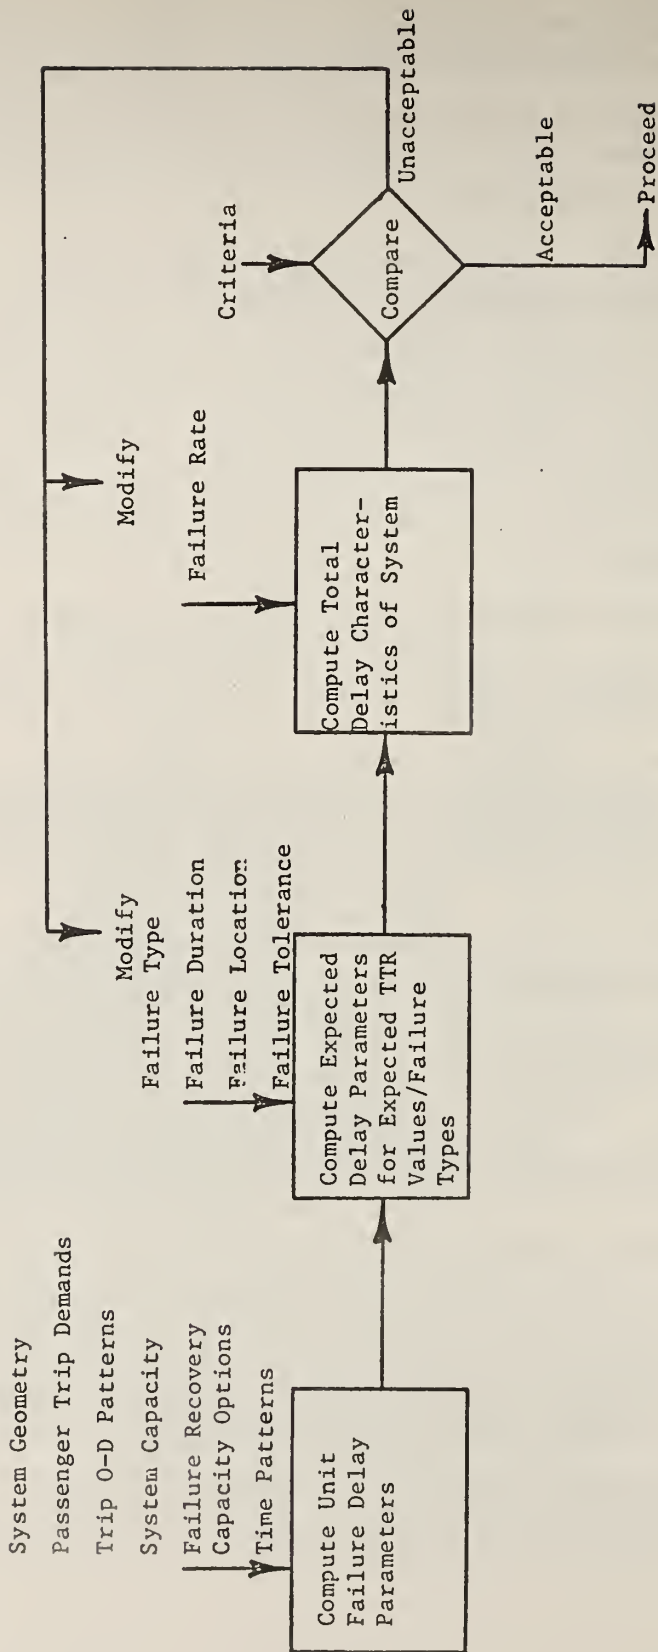 System Geometry
Passenger Trip Demands
Trip O-D Patterns
System Capacity
Failure Recovery
Capacity Options
Time Patterns
Compute Unit
Failure Delay
Parameters
Modify
Failure Type
Failure Duration
Failure Location
Failure Tolerance
Compute Expected
Delay Parameters
for Expected TTR
Values/Failure
Types
Modify
Failure Rate
Compute Total
Delay Character-
istics of System
Criteria
Compare
Unacceptable
Acceptable
Proceed